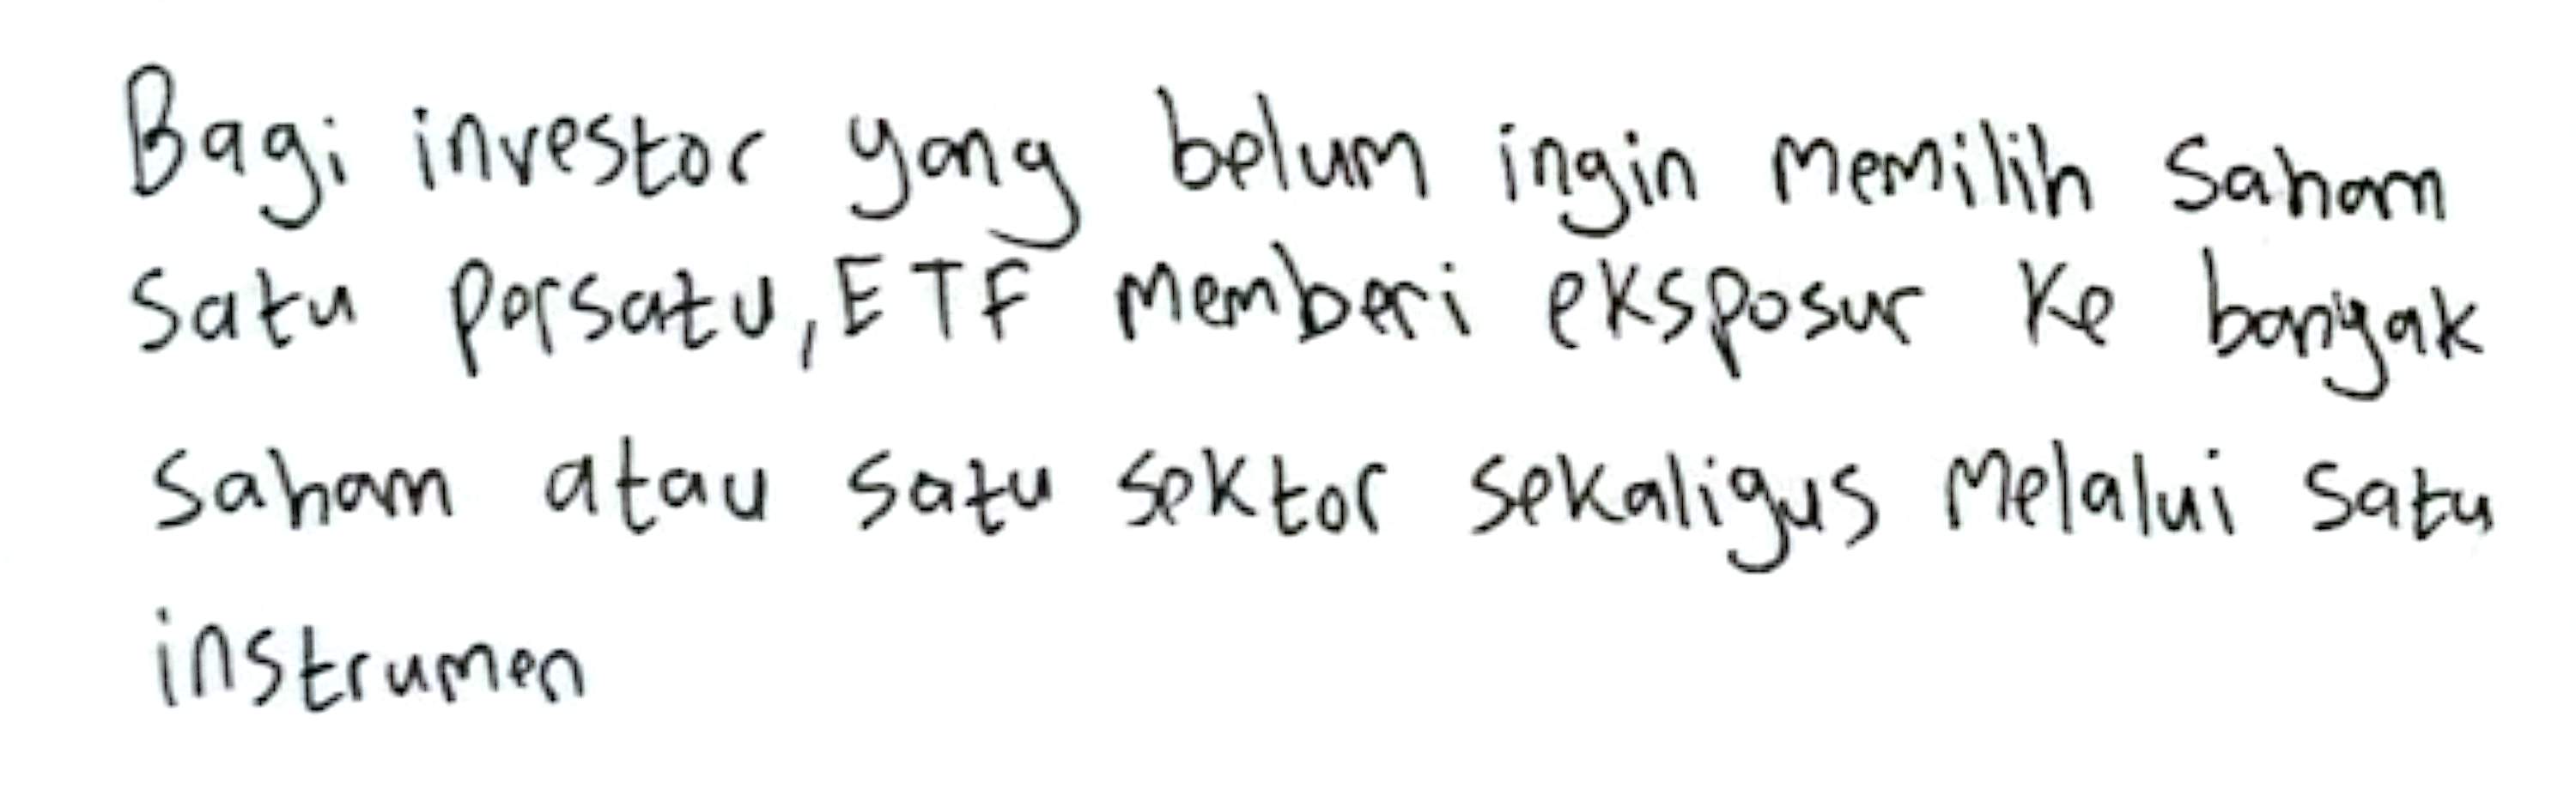 Bagi investor yang belum ingin memilih saham
satu persatu, ETF memberi eksposur ke banyak
saham atau satu sektor sekaligus melalui satu
instrumen